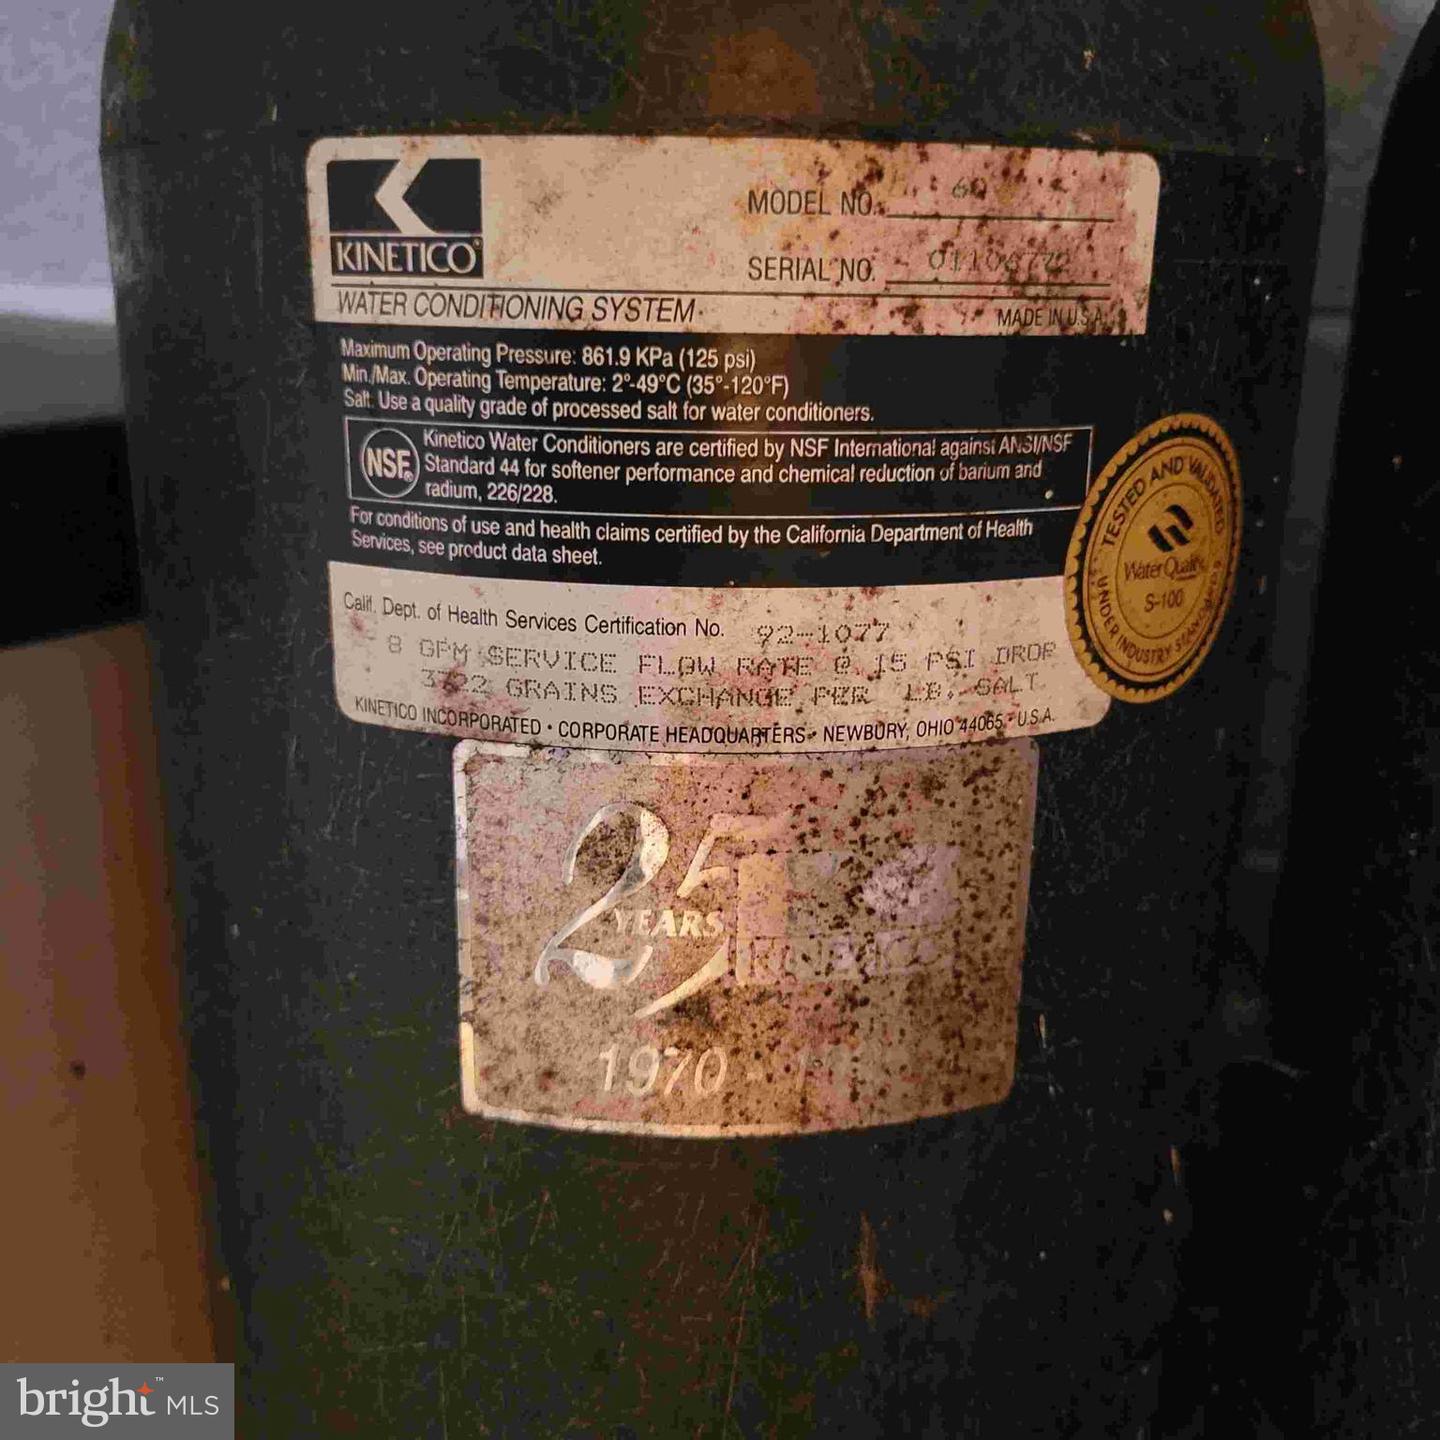 KINETICO®
MODEL NO. 60
SERIAL NO.
WATER CONDITIONING SYSTEM
MADE IN U.S.A.
Maximum Operating Pressure: 861.9 KPa (125 psi)
Min./Max. Operating Temperature: 2°-49°C (35°-120°F)
Salt: Use a quality grade of processed salt for water conditioners.
NSF®
Kinetico Water Conditioners are certified by NSF International against ANSI/NSF
Standard 44 for softener performance and chemical reduction of barium and
radium, 226/228.
For conditions of use and health claims certified by the California Department of Health
Services, see product data sheet.
TESTED AND VALIDATED
Water Quality
S-100
UNDER INDUSTRY STANDARDS
Calif. Dept. of Health Services Certification No. 92-1077
8 GPM SERVICE FLOW RATE @ 15 PSI DROP
3722 GRAINS EXCHANGE PER LB. SALT
KINETICO INCORPORATED • CORPORATE HEADQUARTERS • NEWBURY, OHIO 44065 • U.S.A.
25
YEARS
1970 -
bright™ MLS